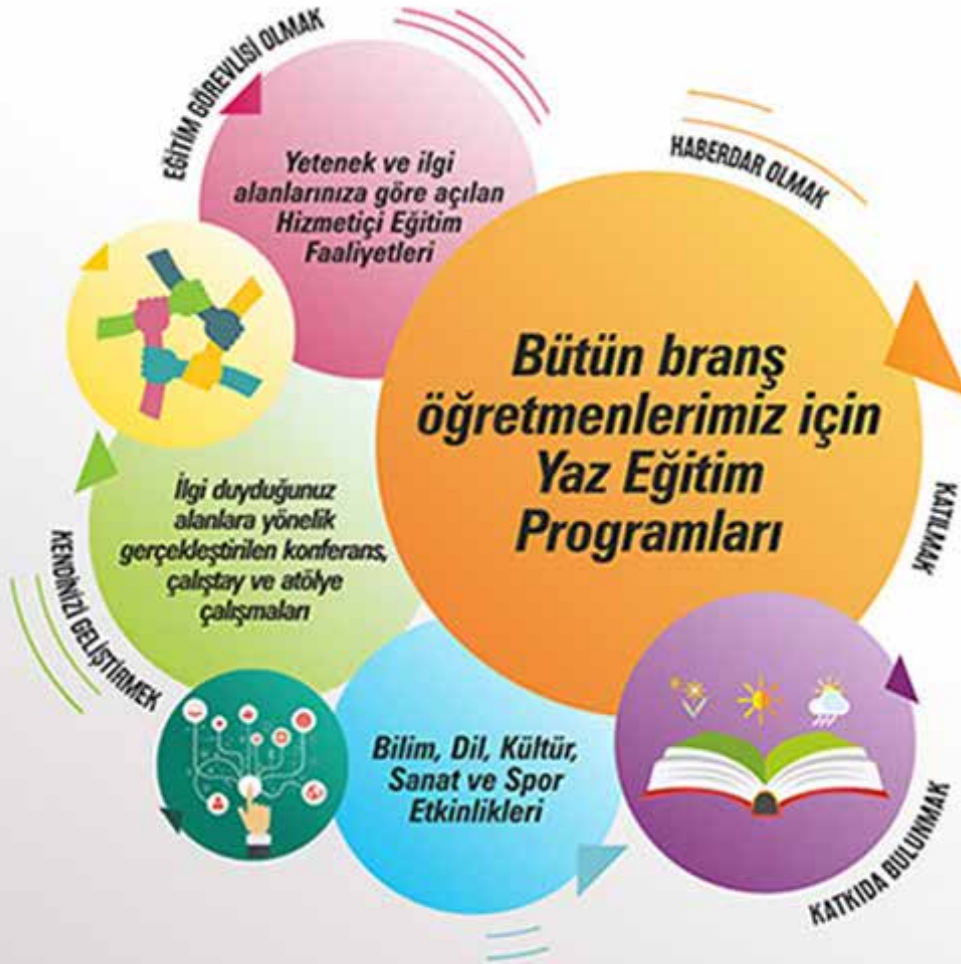 EĞİTİM GÖREVLİSİ OLMAK
Yetenek ve ilgi
alanlarınıza göre açılan
Hizmetiçi Eğitim
Faaliyetleri
HABERDAR OLMAK
Bütün branş
öğretmenlerimiz için
Yaz Eğitim
Programları
KATILMAK
İlgi duyduğunuz
alanlara yönelik
gerçekleştirilen konferans,
çalıştay ve atölye
çalışmaları
KENDİNİZİ GELİŞTİRMEK
Bilim, Dil, Kültür,
Sanat ve Spor
Etkinlikleri
KATKIDA BULUNMAK